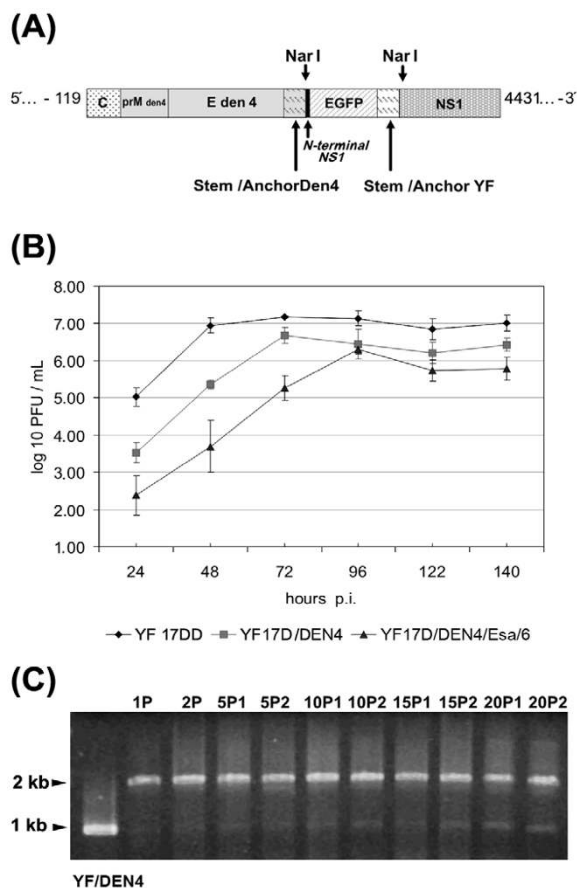 (A)
Nar I Nar I
5´... - 119 C prM den4 E den 4 EGFP NS1 4431... -3´
N-terminal
NS1
Stem /AnchorDen4 Stem /Anchor YF
(B)
8.00
7.00
6.00
5.00
4.00
3.00
2.00
1.00
log 10 PFU / mL
24 48 72 96 122 140
hours p.i.
YF 17DD YF17D/DEN4 YF17D/DEN4/Esa/6
(C)
1P 2P 5P1 5P2 10P1 10P2 15P1 15P2 20P1 20P2
2 kb
1 kb
YF/DEN4